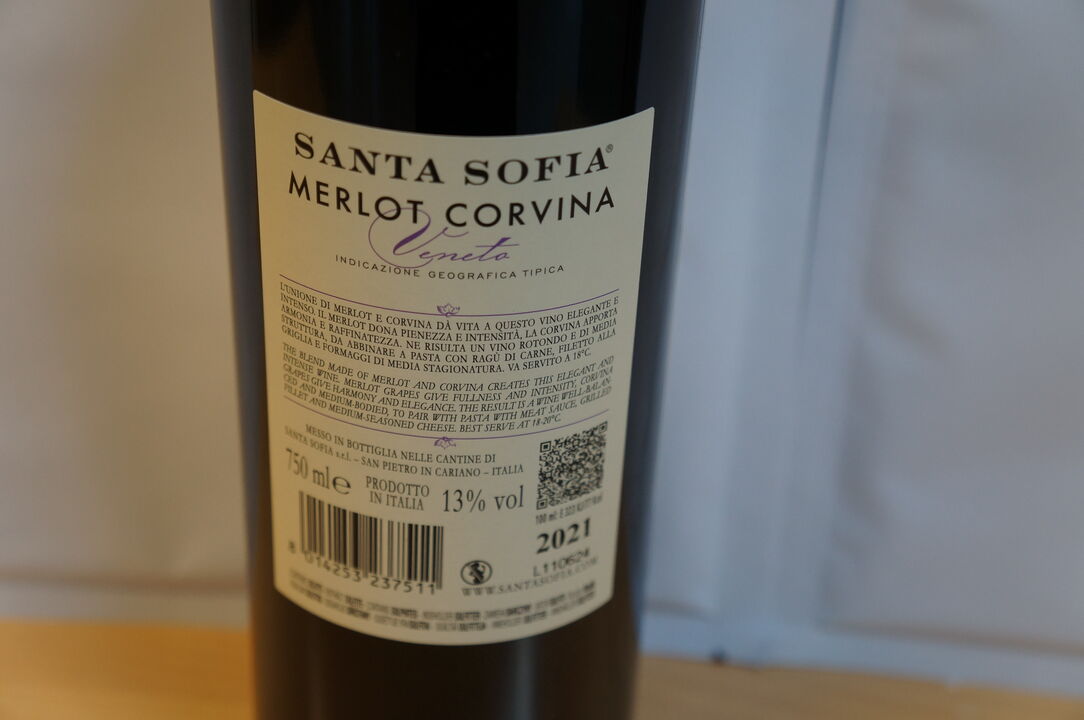 SANTA SOFIA®
MERLOT CORVINA
Veneto
INDICAZIONE GEOGRAFICA TIPICA
L'UNIONE DI MERLOT E CORVINA DÀ VITA A QUESTO VINO ELEGANTE E
INTENSO. IL MERLOT DONA PIENEZZA E INTENSITÀ, LA CORVINA APPORTA
ARMONIA E RAFFINATEZZA. NE RISULTA UN VINO ROTONDO E DI MEDIA
STRUTTURA, DA ABBINARE A PASTA CON RAGÙ DI CARNE, FILETTO ALLA
GRIGLIA E FORMAGGI DI MEDIA STAGIONATURA. VA SERVITO A 18°C.
THE BLEND MADE OF MERLOT AND CORVINA CREATES THIS ELEGANT AND
INTENSE WINE. MERLOT GRAPES GIVE FULLNESS AND INTENSITY, CORVINA
GRAPES GIVE HARMONY AND ELEGANCE. THE RESULT IS A WINE WELL-BALAN-
CED AND MEDIUM-BODIED, TO PAIR WITH PASTA WITH MEAT SAUCE, GRILLED
FILLET AND MEDIUM-SEASONED CHEESE. BEST SERVE AT 18-20°C.
MESSO IN BOTTIGLIA NELLE CANTINE DI
SANTA SOFIA s.r.l. – SAN PIETRO IN CARIANO – ITALIA
750 ml e
PRODOTTO
IN ITALIA
13% vol
100 ml: E
2021
L110624
8 014253 237511
WWW.SANTASOFIA.COM